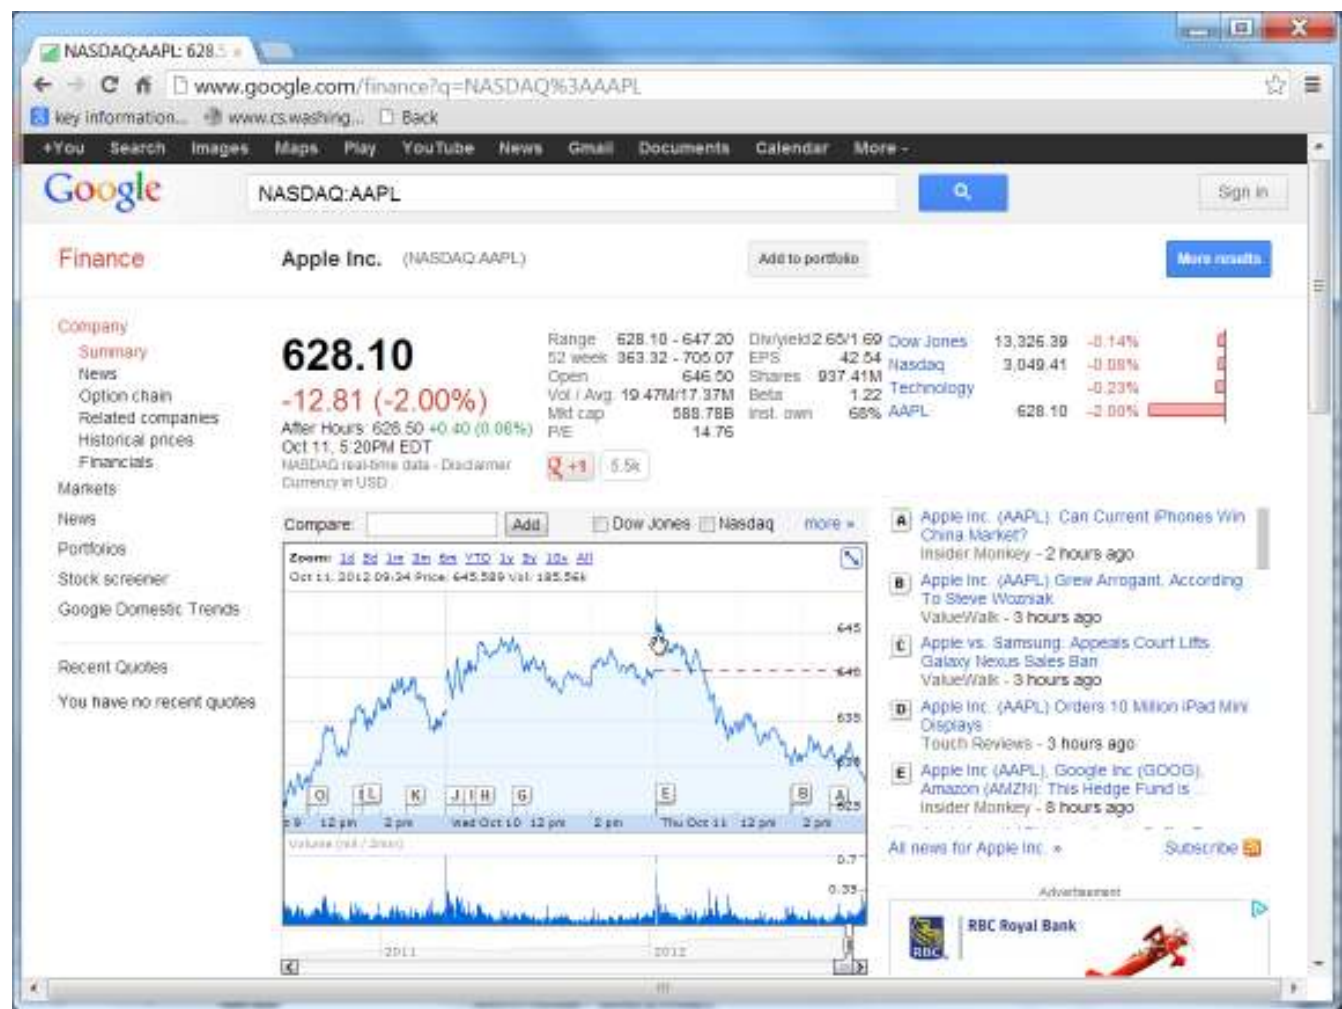 NASDAQ:AAPL: 628.5
www.google.com/finance?q=NASDAQ%3AAAPL
key information... www.cs.washing... Back
+You Search Images Maps Play YouTube News Gmail Documents Calendar More
Google NASDAQ:AAPL Sign in
Finance Apple Inc. (NASDAQ:AAPL) Add to portfolio More results
Company
Summary
News
Option chain
Related companies
Historical prices
Financials
Markets
News
Portfolios
Stock screener
Google Domestic Trends
Recent Quotes
You have no recent quotes
628.10
-12.81 (-2.00%)
After Hours: 628.50 +0.40 (0.06%)
Oct 11, 5:20PM EDT
NASDAQ real-time data - Disclaimer
Currency in USD
Range 628.10 - 647.20
52 week 363.32 - 705.07
Open 646.50
Vol / Avg. 19.47M/17.37M
Mkt cap 588.78B
P/E 14.76
Div/yield 2.65/1.69
EPS 42.54
Shares 937.41M
Beta 1.22
Inst. own 68%
+1 5.5k
Dow Jones 13,326.39 -0.14%
Nasdaq 3,049.41 -0.08%
Technology -0.23%
AAPL 628.10 -2.00%
Compare: Add Dow Jones Nasdaq more »
Zoom: 1d 5d 1m 3m 6m YTD 1y 5y 10y All
Oct 11, 2012 09:34 Price: 645.589 Vol: 185.56k
645
640
635
630
625
O L K J I H G E B A
12 pm 2 pm Wed Oct 10 12 pm 2 pm Thu Oct 11 12 pm 2 pm
Volume (mil / 2min)
0.7
0.35
2011 2012
A Apple Inc. (AAPL): Can Current iPhones Win
China Market?
Insider Monkey - 2 hours ago
B Apple Inc. (AAPL) Grew Arrogant, According
To Steve Wozniak
ValueWalk - 3 hours ago
C Apple vs. Samsung: Appeals Court Lifts
Galaxy Nexus Sales Ban
ValueWalk - 3 hours ago
D Apple Inc. (AAPL) Orders 10 Million iPad Mini
Displays
Touch Reviews - 3 hours ago
E Apple Inc (AAPL), Google Inc (GOOG),
Amazon (AMZN): This Hedge Fund is ...
Insider Monkey - 8 hours ago
All news for Apple Inc. » Subscribe
Advertisement
RBC Royal Bank
RBC